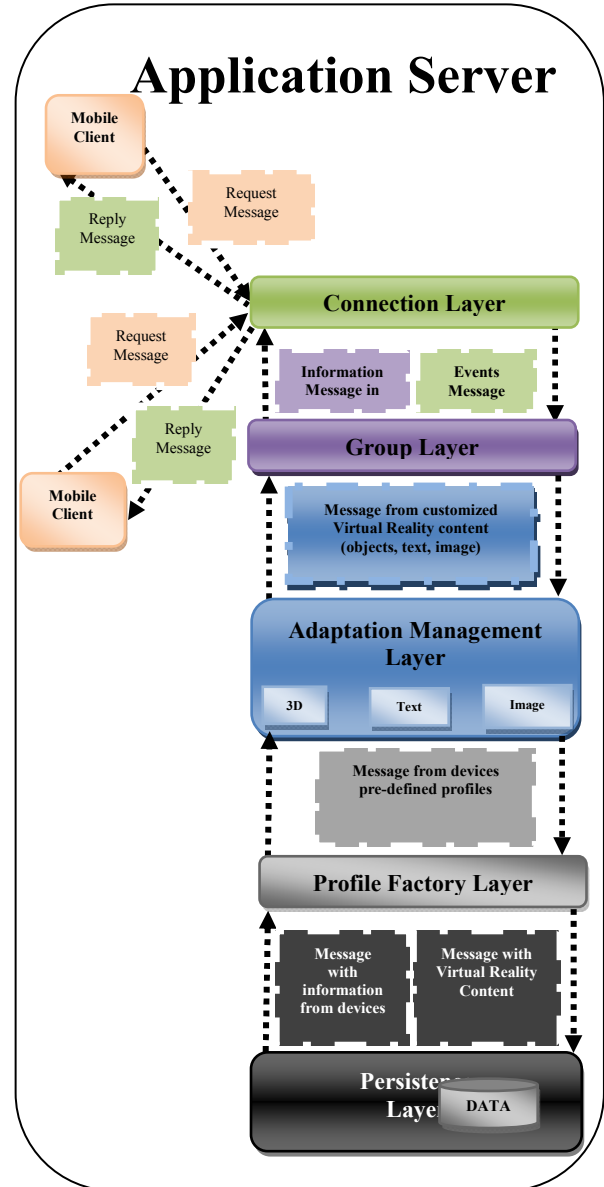 Application Server
Mobile
Client
Request
Message
Reply
Message
Connection Layer
Request
Message
Information
Message in
Events
Message
Reply
Message
Group Layer
Mobile
Client
Message from customized
Virtual Reality content
(objects, text, image)
Adaptation Management
Layer
3D
Text
Image
Message from devices
pre-defined profiles
Profile Factory Layer
Message
with
information
from devices
Message with
Virtual Reality
Content
Layer
DATA